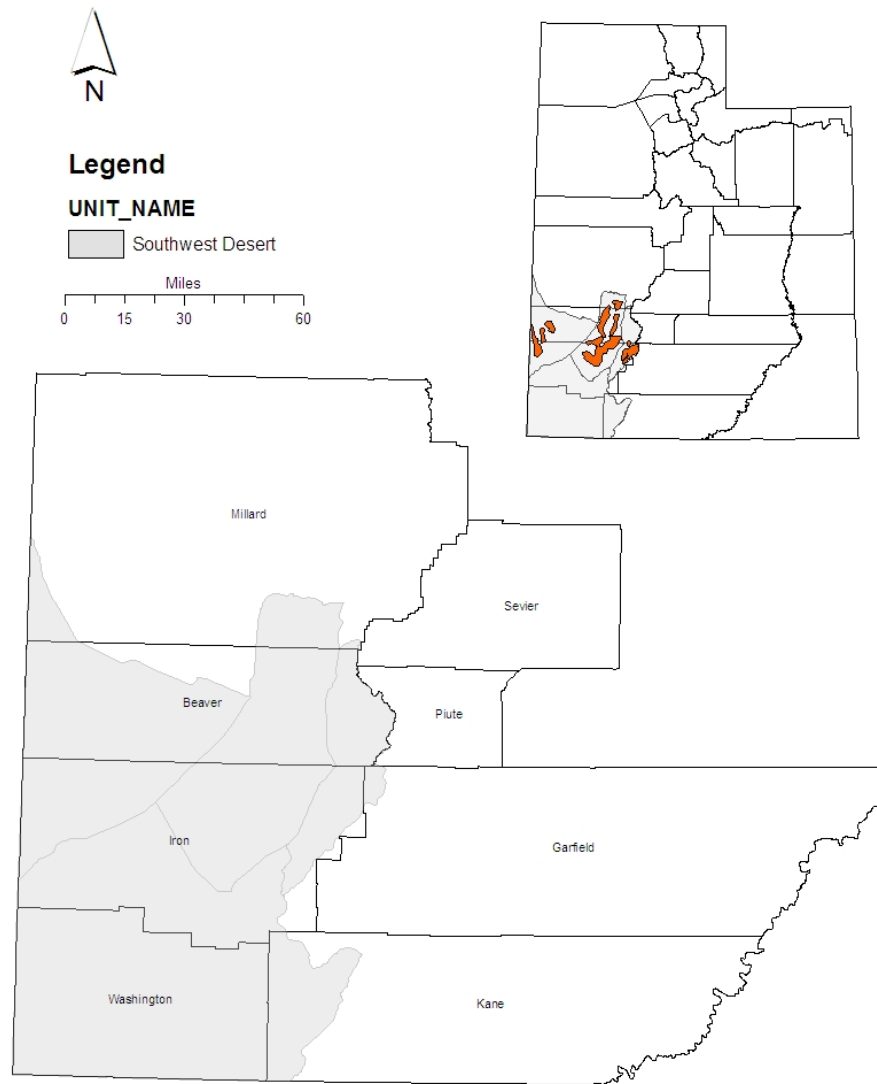 N
Legend
UNIT_NAME
Southwest Desert
Miles
0 15 30 60
Millard
Sevier
Beaver
Piute
Iron
Garfield
Washington
Kane